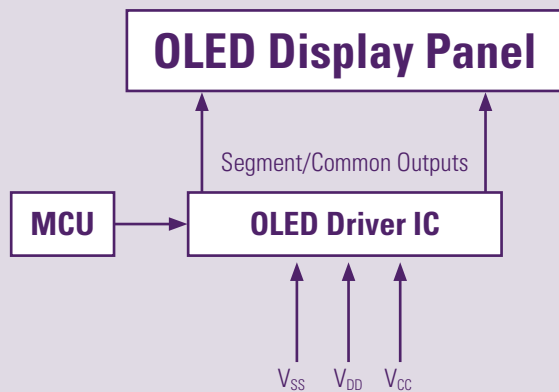 OLED Display Panel
Segment/Common Outputs
MCU
OLED Driver IC
VSS VDD VCC